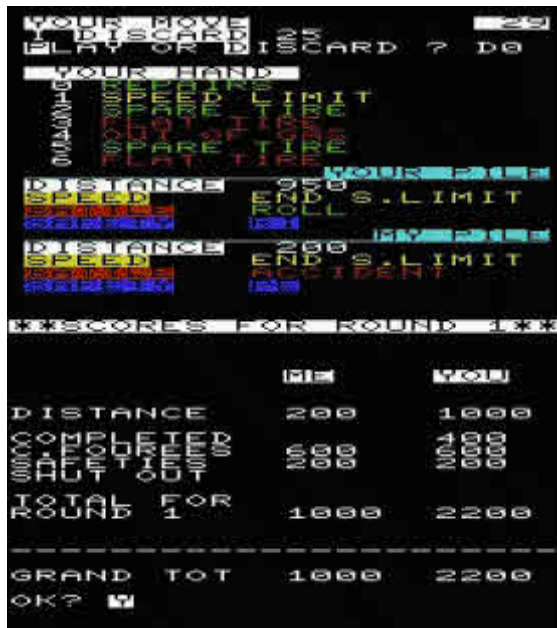 YOUR MOVE 29
I DISCARD 25
PLAY OR DISCARD ? D0
YOUR HAND
0 REPAIRS
1 SPEED LIMIT
2 SPARE TIRE
3 FLAT TIRE
4 OUT OF GAS
5 SPARE TIRE
6 FLAT TIRE
YOUR PILE
DISTANCE 950
SPEED END S.LIMIT
ROLL
SAFETY
MY PILE
DISTANCE 200
SPEED END S.LIMIT
ACCIDENT
SAFETY
**SCORES FOR ROUND 1**
ME YOU
DISTANCE 200 1000
COMPLETED 400
C.FOUREES 600 600
SAFETIES 200 200
SHUT OUT
TOTAL FOR
ROUND 1 1000 2200
GRAND TOT 1000 2200
OK? Y